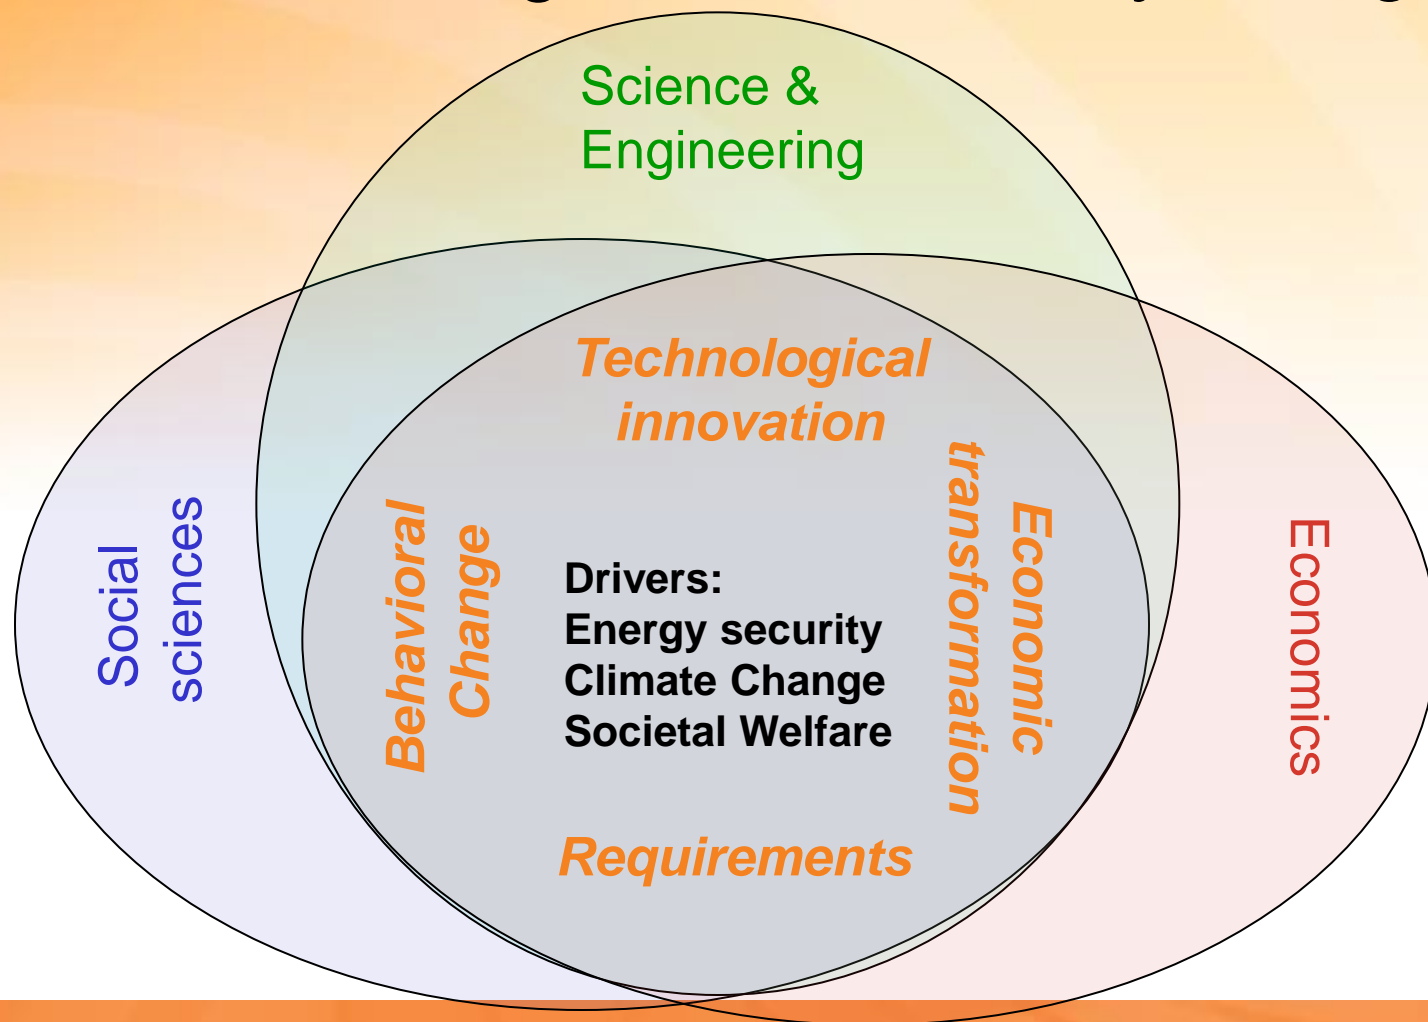 Science &
Engineering
Technological
innovation
Social
sciences
Behavioral
Change
Drivers:
Energy security
Climate Change
Societal Welfare
Economic
transformation
Economics
Requirements